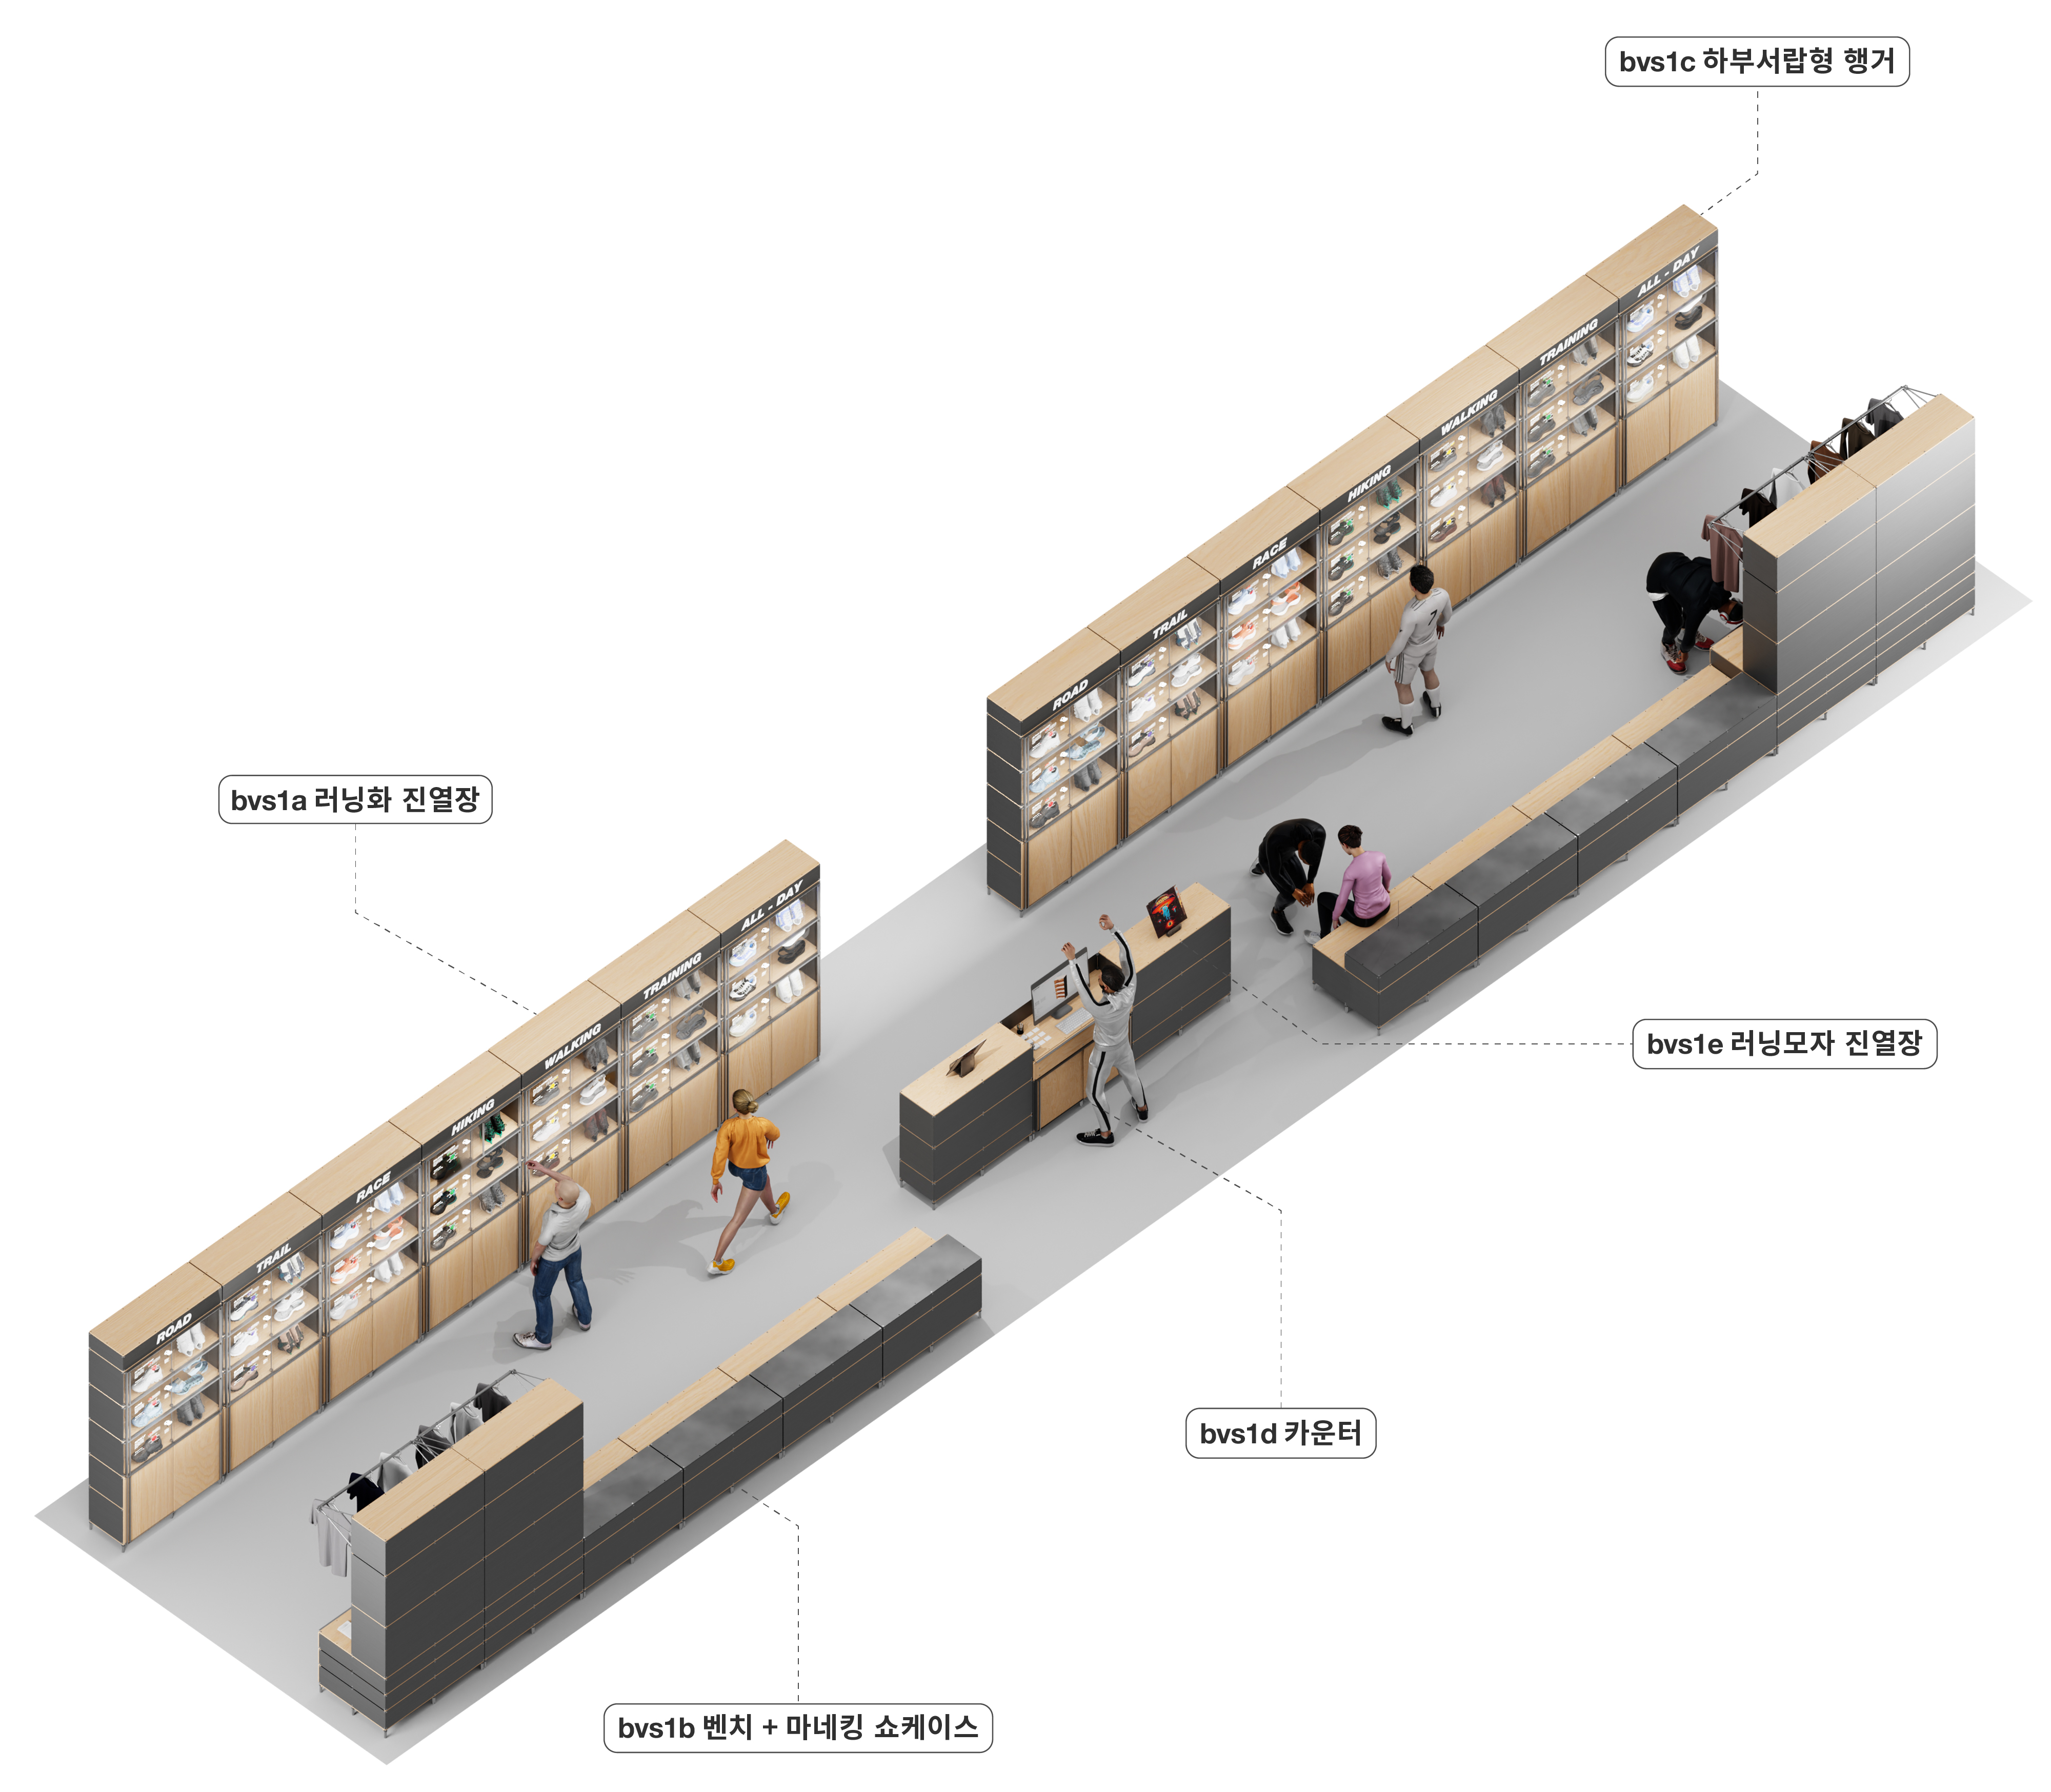 bvs1c 하부서랍형 행거
ALL - DAY
TRAINING
WALKING
HIKING
RACE
TRAIL
ROAD
7
bvs1a 러닝화 진열장
ALL - DAY
TRAINING
WALKING
HIKING
RACE
TRAIL
ROAD
bvs1e 러닝모자 진열장
bvs1d 카운터
bvs1b 벤치 + 마네킹 쇼케이스